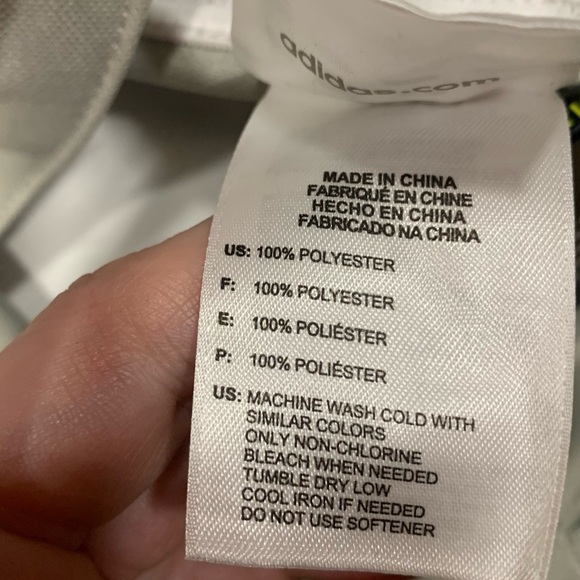 adidas.com
MADE IN CHINA
FABRIQUÉ EN CHINE
HECHO EN CHINA
FABRICADO NA CHINA
US: 100% POLYESTER
F: 100% POLYESTER
E: 100% POLIÉSTER
P: 100% POLIÉSTER
US: MACHINE WASH COLD WITH
SIMILAR COLORS
ONLY NON-CHLORINE
BLEACH WHEN NEEDED
TUMBLE DRY LOW
COOL IRON IF NEEDED
DO NOT USE SOFTENER